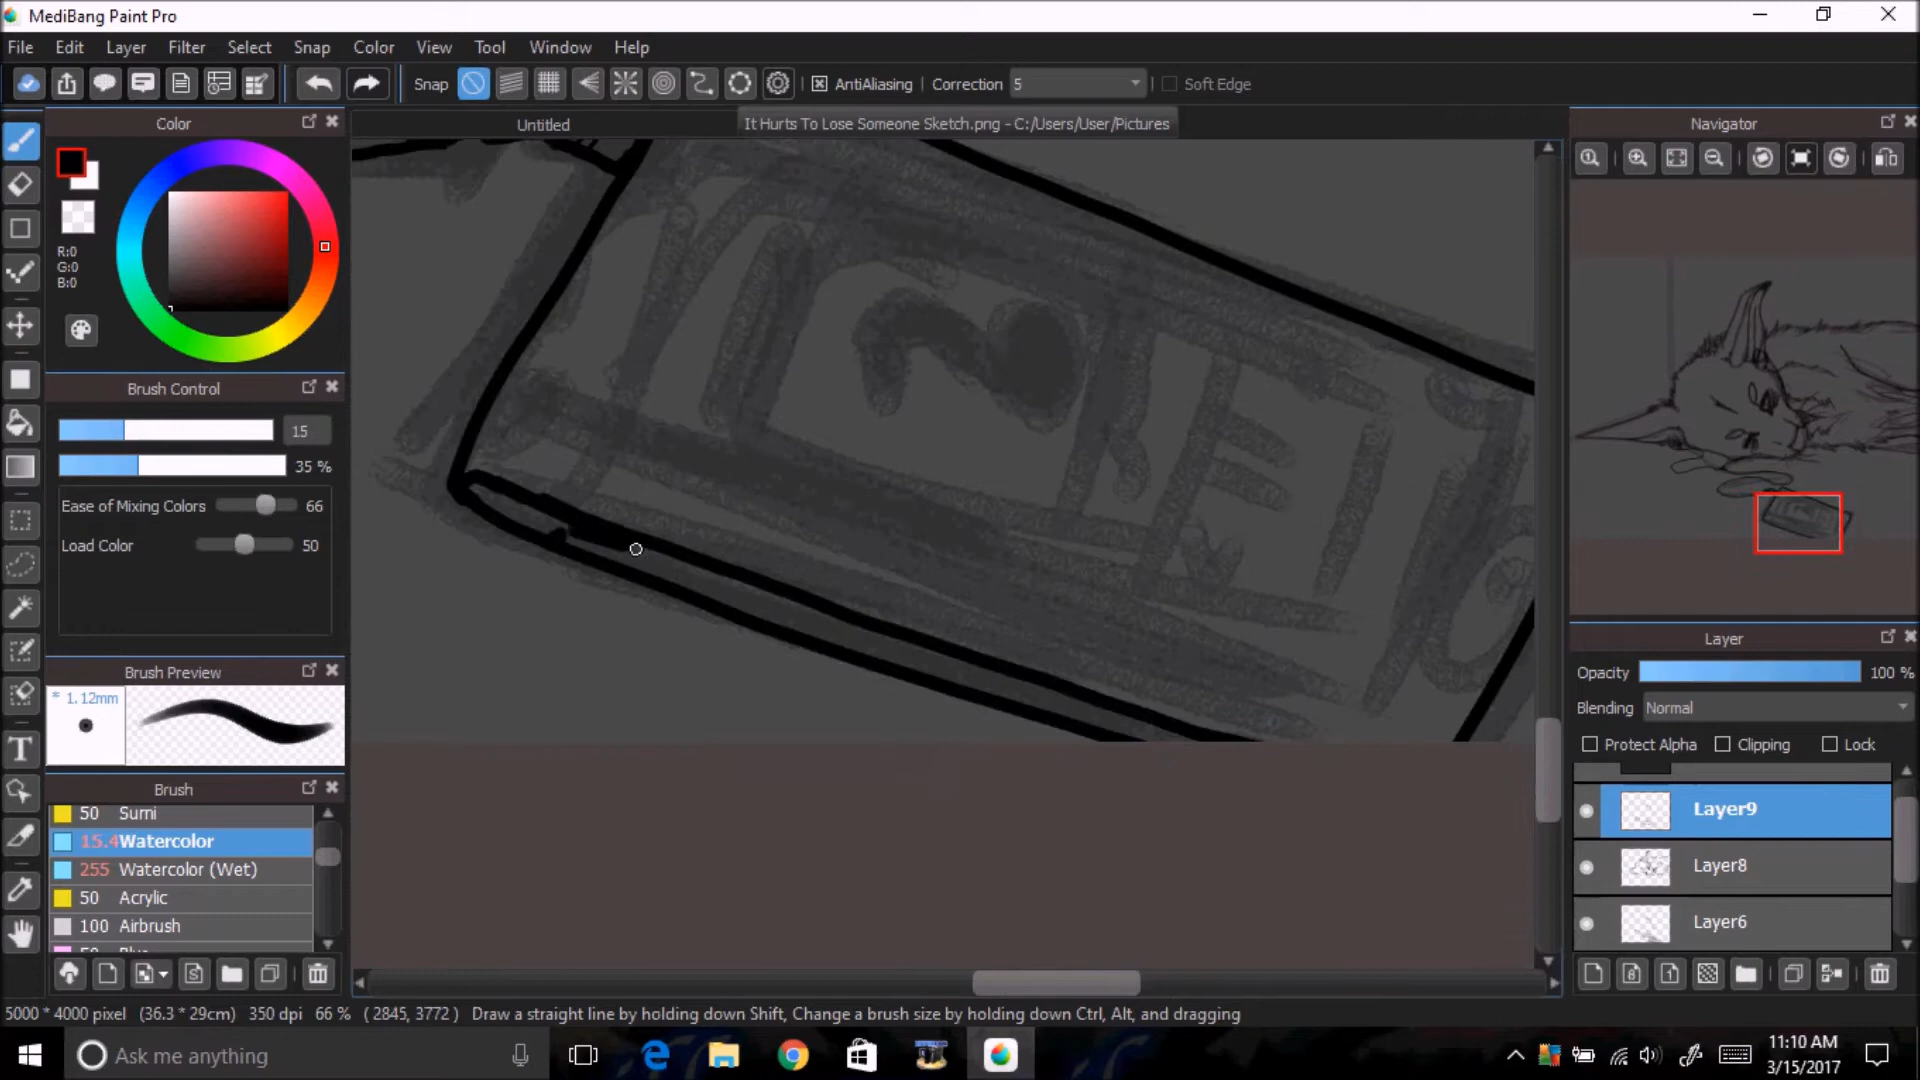 MediBang Paint Pro
File Edit Layer Filter Select Snap Color View Tool Window Help
Snap AntiAliasing Correction 5 Soft Edge
Color
Untitled
It Hurts To Lose Someone Sketch.png - C:/Users/User/Pictures
Navigator
R:0
G:0
B:0
Brush Control
15
35 %
Ease of Mixing Colors 66
Load Color 50
Brush Preview
* 1.12mm
Brush
50 Sumi
15.4 Watercolor
255 Watercolor (Wet)
50 Acrylic
100 Airbrush
Layer
Opacity 100 %
Blending Normal
Protect Alpha Clipping Lock
Layer9
Layer8
Layer6
5000 * 4000 pixel (36.3 * 29cm) 350 dpi 66 % ( 2845, 3772 ) Draw a straight line by holding down Shift, Change a brush size by holding down Ctrl, Alt, and dragging
Ask me anything
11:10 AM
3/15/2017